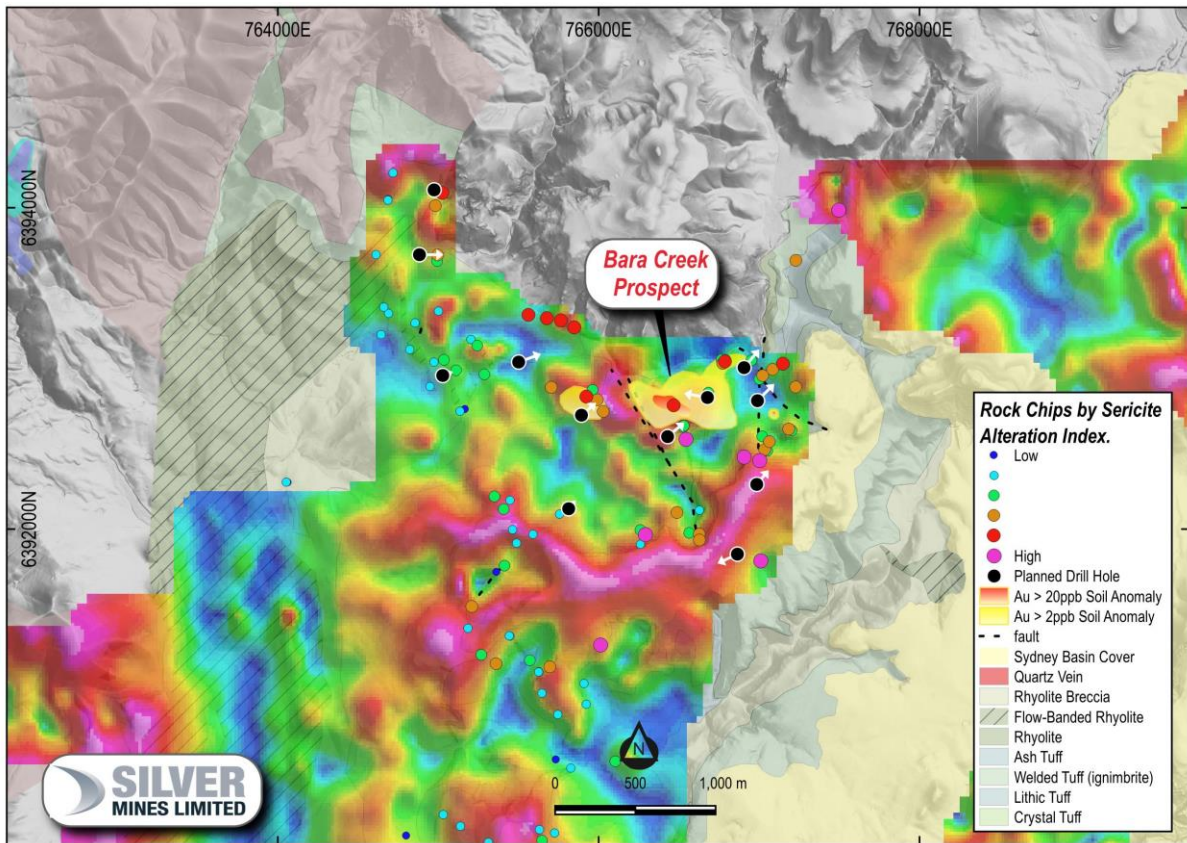 764000E
766000E
768000E
6394000N
6392000N
Bara Creek
Prospect
Rock Chips by Sericite
Alteration Index.
Low
High
Planned Drill Hole
Au > 20ppb Soil Anomaly
Au > 2ppb Soil Anomaly
fault
Sydney Basin Cover
Quartz Vein
Rhyolite Breccia
Flow-Banded Rhyolite
Rhyolite
Ash Tuff
Welded Tuff (ignimbrite)
Lithic Tuff
Crystal Tuff
N
0 500 1,000 m
SILVER
MINES LIMITED